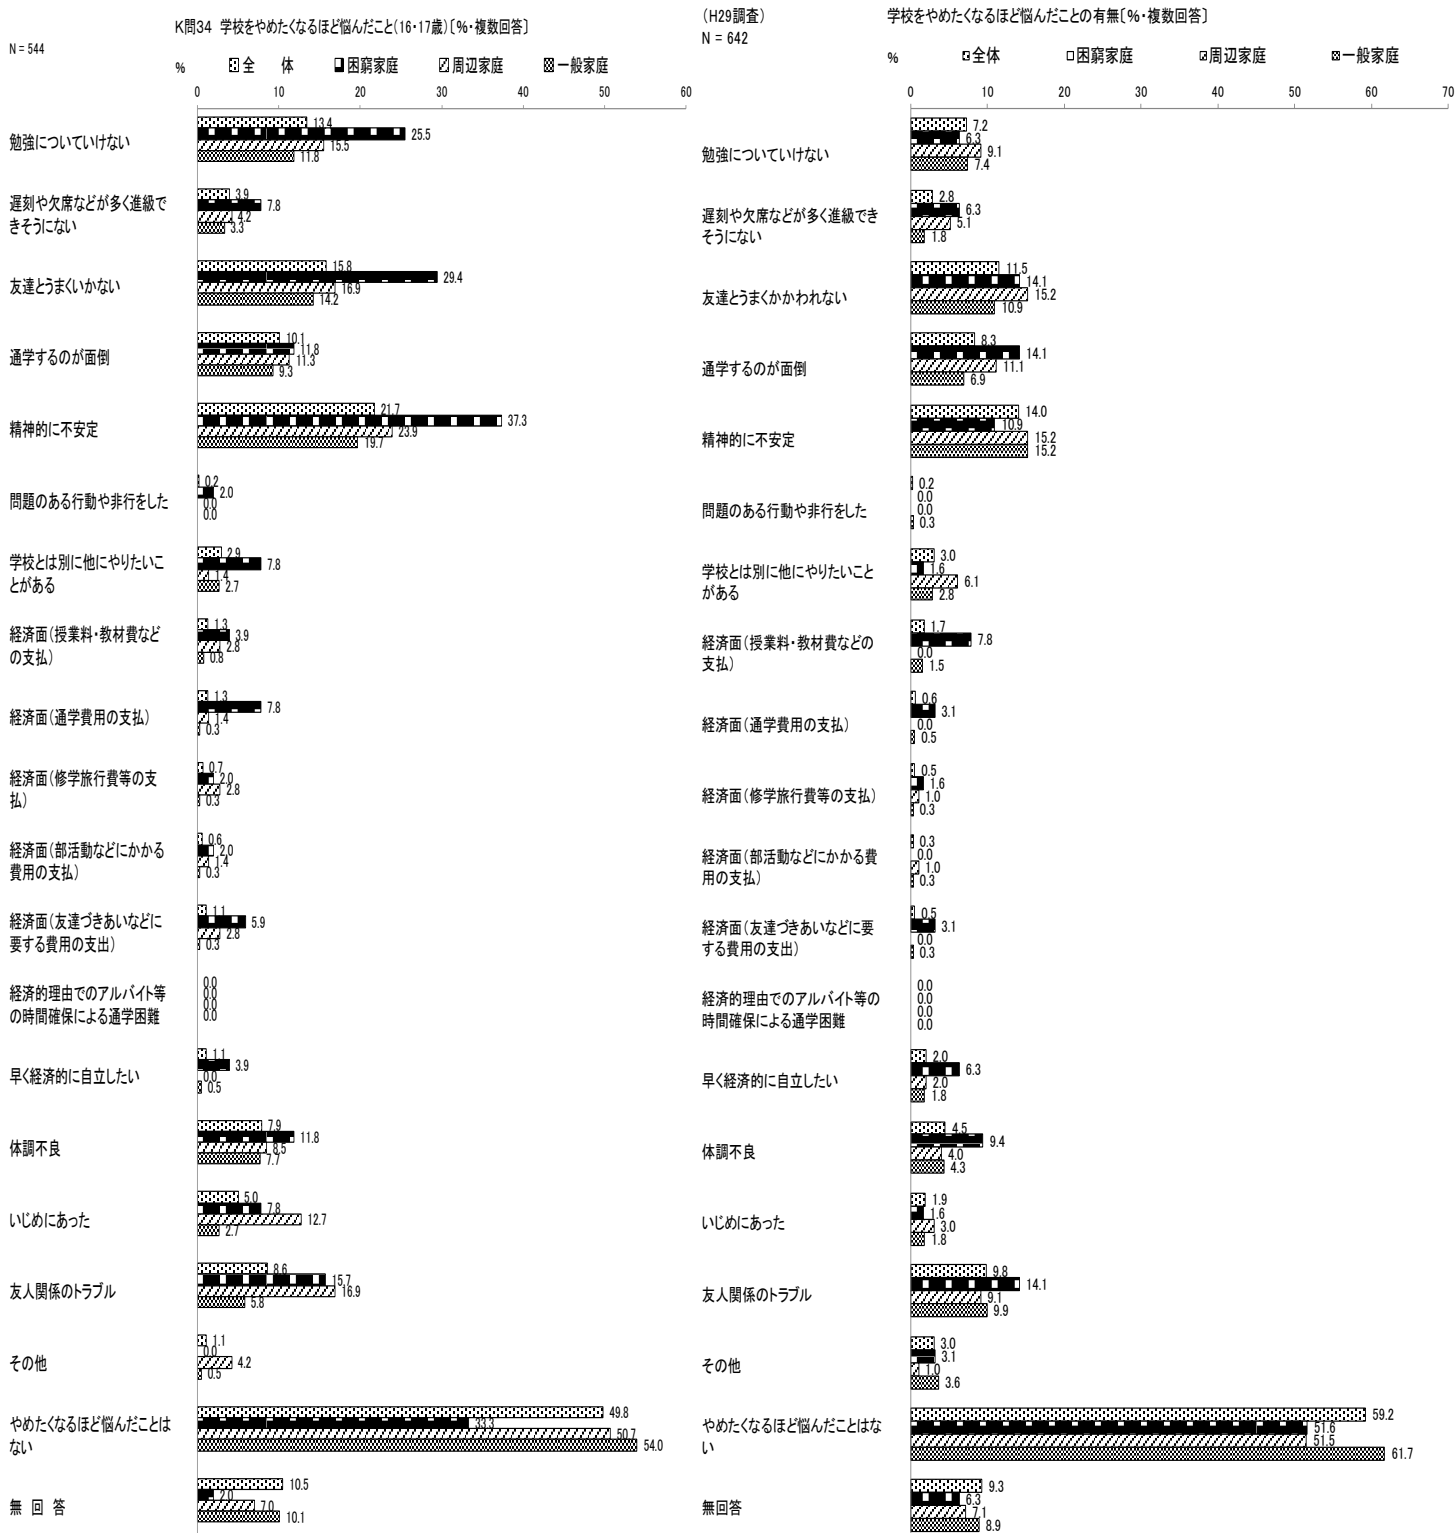 K問34 学校をやめたくなるほど悩んだこと(16・17歳)〔%・複数回答〕
N = 544
%
全 体 困窮家庭 周辺家庭 一般家庭
0 10 20 30 40 50 60
勉強についていけない
13.4
25.5
15.5
11.8
遅刻や欠席などが多く進級で
きそうにない
3.9
7.8
4.2
3.3
友達とうまくいかない
15.8
29.4
16.9
14.2
通学するのが面倒
10.1
11.8
11.3
9.3
精神的に不安定
21.7
37.3
23.9
19.7
問題のある行動や非行をした
0.2
2.0
0.0
0.0
学校とは別に他にやりたいこ
とがある
2.9
7.8
1.4
2.7
経済面(授業料・教材費など
の支払)
1.3
3.9
2.8
0.8
経済面(通学費用の支払)
1.3
7.8
1.4
0.3
経済面(修学旅行費等の支
払)
0.7
2.0
2.8
0.3
経済面(部活動などにかかる
費用の支払)
0.6
2.0
1.4
0.3
経済面(友達づきあいなどに
要する費用の支出)
1.1
5.9
2.8
0.3
経済的理由でのアルバイト等
の時間確保による通学困難
0.0
0.0
0.0
0.0
早く経済的に自立したい
1.1
3.9
0.0
0.5
体調不良
7.9
11.8
8.5
7.7
いじめにあった
5.0
7.8
12.7
2.7
友人関係のトラブル
8.6
15.7
16.9
5.8
その他
1.1
0.0
4.2
0.5
やめたくなるほど悩んだことは
ない
49.8
33.3
50.7
54.0
無 回 答
10.5
2.0
7.0
10.1
(H29調査)
学校をやめたくなるほど悩んだことの有無〔%・複数回答〕
N = 642
%
全体 困窮家庭 周辺家庭 一般家庭
0 10 20 30 40 50 60 70
勉強についていけない
7.2
6.3
9.1
7.4
遅刻や欠席などが多く進級でき
そうにない
2.8
6.3
5.1
1.8
友達とうまくかかわれない
11.5
14.1
15.2
10.9
通学するのが面倒
8.3
14.1
11.1
6.9
精神的に不安定
14.0
10.9
15.2
15.2
問題のある行動や非行をした
0.2
0.0
0.0
0.3
学校とは別に他にやりたいこと
がある
3.0
1.6
6.1
2.8
経済面(授業料・教材費などの
支払)
1.7
7.8
0.0
1.5
経済面(通学費用の支払)
0.6
3.1
0.0
0.5
経済面(修学旅行費等の支払)
0.5
1.6
1.0
0.3
経済面(部活動などにかかる費
用の支払)
0.3
0.0
1.0
0.3
経済面(友達づきあいなどに要
する費用の支出)
0.5
3.1
0.0
0.3
経済的理由でのアルバイト等の
時間確保による通学困難
0.0
0.0
0.0
0.0
早く経済的に自立したい
2.0
6.3
2.0
1.8
体調不良
4.5
9.4
4.0
4.3
いじめにあった
1.9
1.6
3.0
1.8
友人関係のトラブル
9.8
14.1
9.1
9.9
その他
3.0
3.1
1.0
3.6
やめたくなるほど悩んだことはな
い
59.2
51.6
51.5
61.7
無回答
9.3
6.3
7.1
8.9